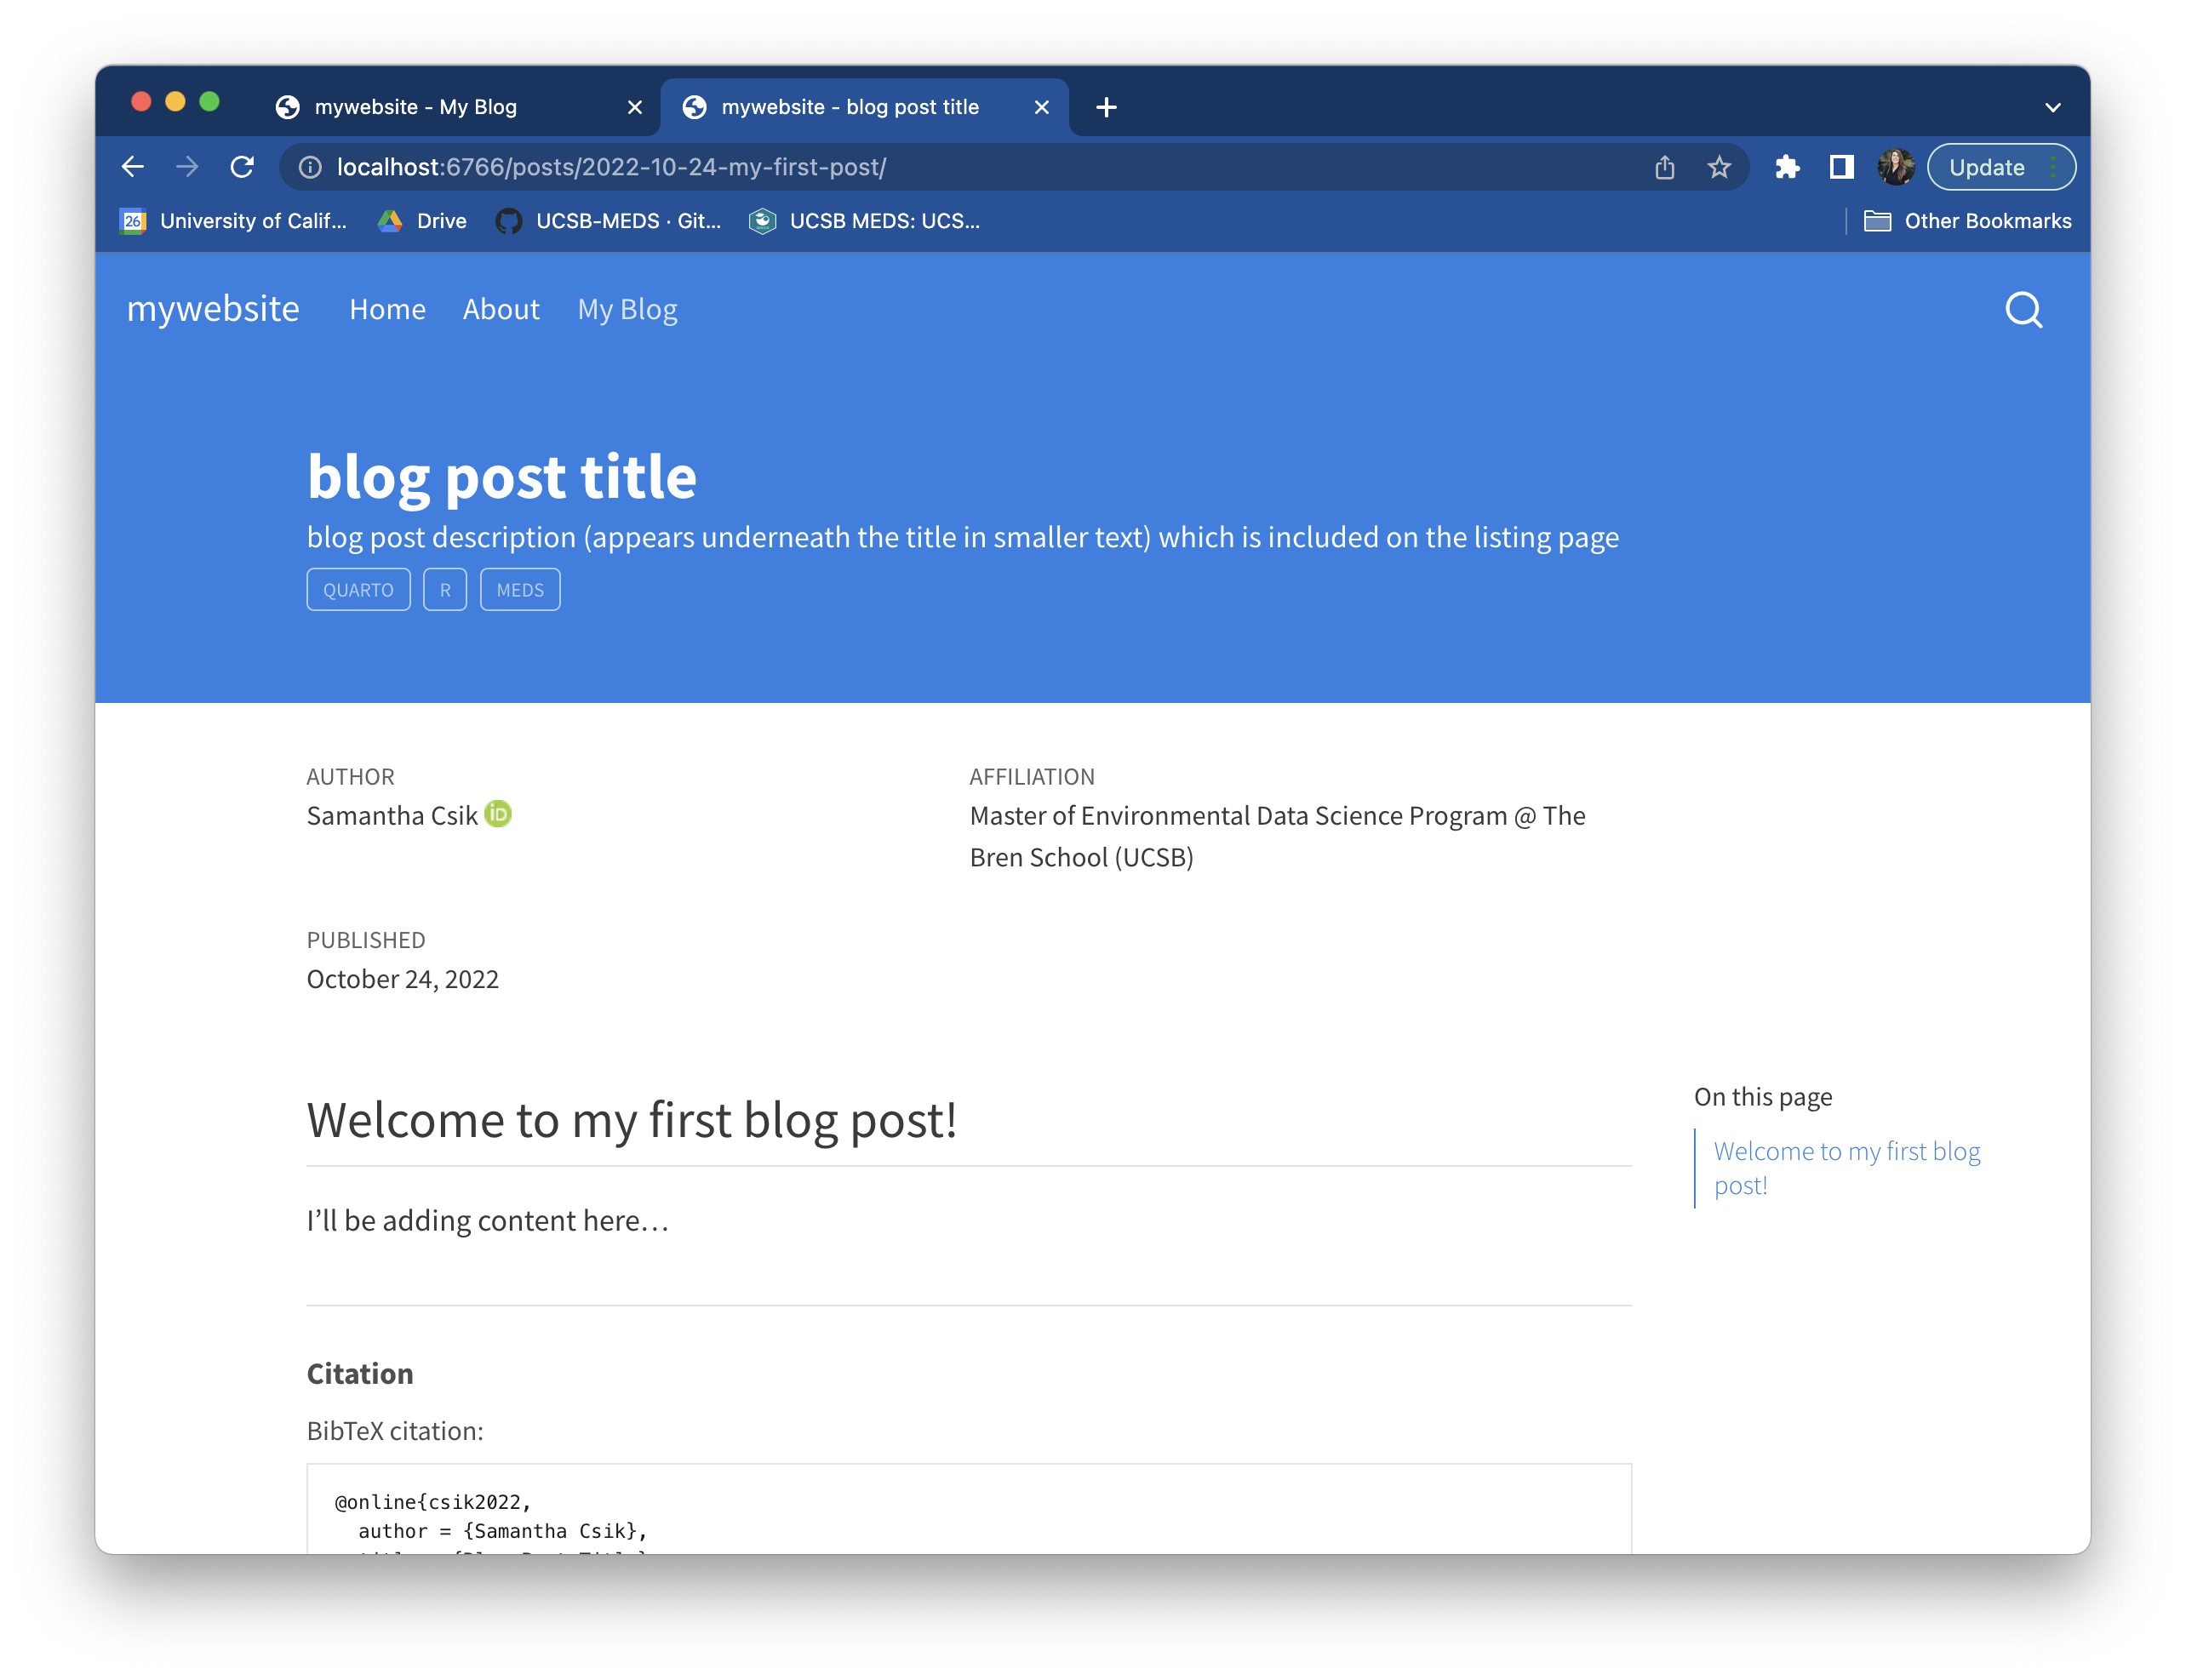 mywebsite - My Blog
mywebsite - blog post title
localhost:6766/posts/2022-10-24-my-first-post/
Update
26
University of Calif...
Drive
UCSB-MEDS · Git...
UCSB MEDS: UCS...
Other Bookmarks
mywebsite
Home
About
My Blog
blog post title
blog post description (appears underneath the title in smaller text) which is included on the listing page
QUARTO
R
MEDS
AUTHOR
Samantha Csik iD
AFFILIATION
Master of Environmental Data Science Program @ The
Bren School (UCSB)
PUBLISHED
October 24, 2022
Welcome to my first blog post!
I’ll be adding content here…
On this page
Welcome to my first blog
post!
Citation
BibTeX citation:
@online{csik2022,
  author = {Samantha Csik},